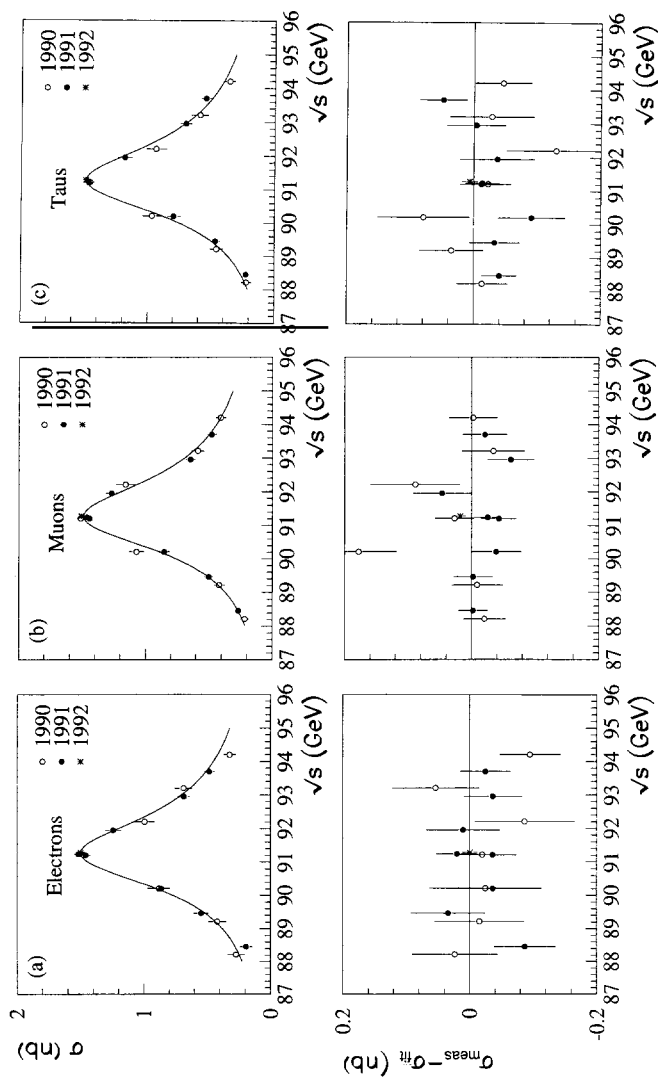 (a)
Electrons
1990
1991
1992
σ (nb)
2
1
0
87 88 89 90 91 92 93 94 95 96
√s (GeV)
(b)
Muons
1990
1991
1992
87 88 89 90 91 92 93 94 95 96
√s (GeV)
(c)
Taus
1990
1991
1992
87 88 89 90 91 92 93 94 95 96
√s (GeV)
σmeas-σfit (nb)
0.2
0
-0.2
87 88 89 90 91 92 93 94 95 96
√s (GeV)
87 88 89 90 91 92 93 94 95 96
√s (GeV)
87 88 89 90 91 92 93 94 95 96
√s (GeV)